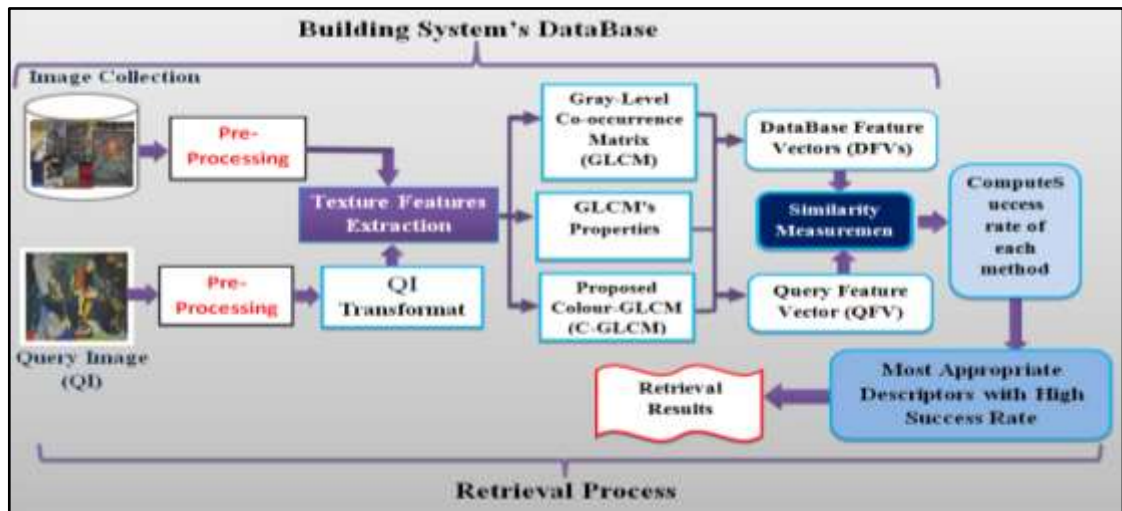 Building System's DataBase
Image Collection
Pre-
Processing
Texture Features
Extraction
Gray-Level
Co-occurrence
Matrix
(GLCM)
GLCM's
Properties
Proposed
Colour-GLCM
(C-GLCM)
DataBase Feature
Vectors (DFVs)
Similarity
Measuremen
Query Feature
Vector (QFV)
ComputeS
uccess
rate of
each
method
Query Image
(QI)
Pre-
Processing
QI
Transformat
Most Appropriate
Descriptors with High
Success Rate
Retrieval
Results
Retrieval Process